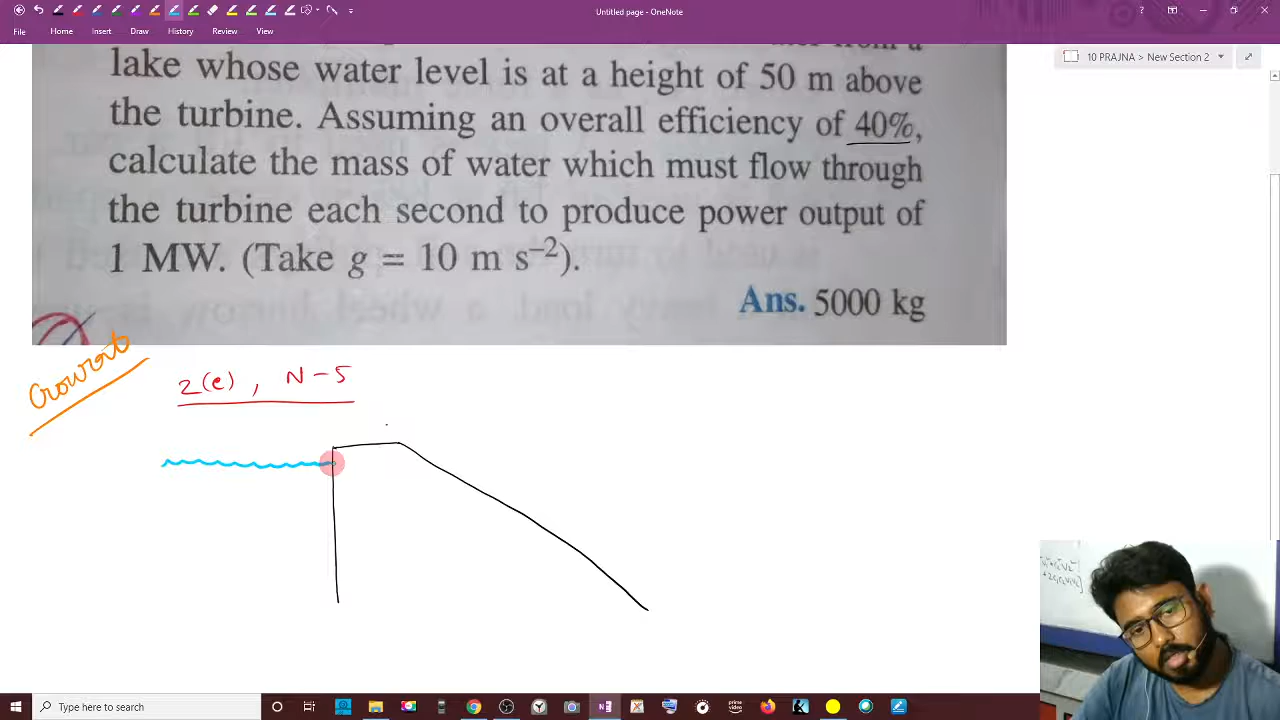 Untitled page - OneNote
File Home Insert Draw History Review View
10 PRAJNA > New Section 2
lake whose water level is at a height of 50 m above
the turbine. Assuming an overall efficiency of 40%,
calculate the mass of water which must flow through
the turbine each second to produce power output of
1 MW. (Take g = 10 m s⁻²).
Ans. 5000 kg
2(e), N-5
Type here to search